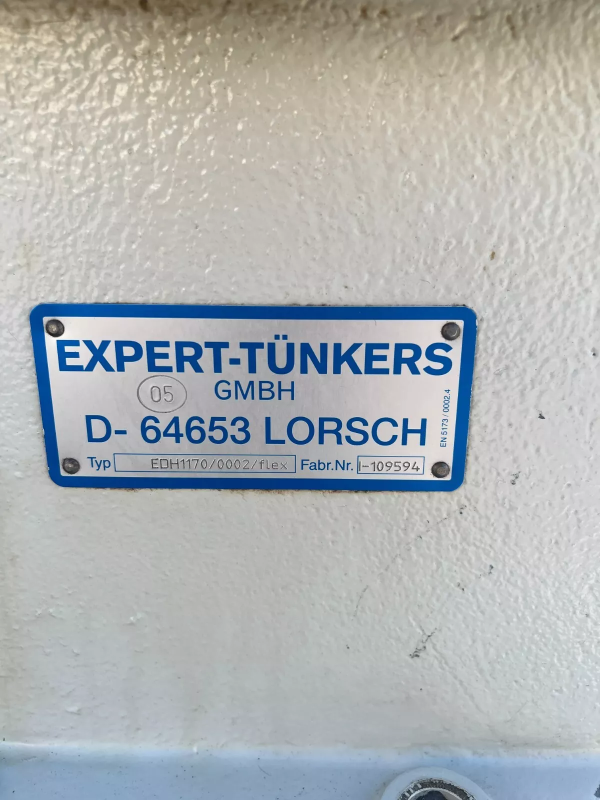 EXPERT-TÜNKERS
05 GMBH
D- 64653 LORSCH
EN 5173 / 0002.4
Typ EDH1170/0002/flex Fabr.Nr. I-109594